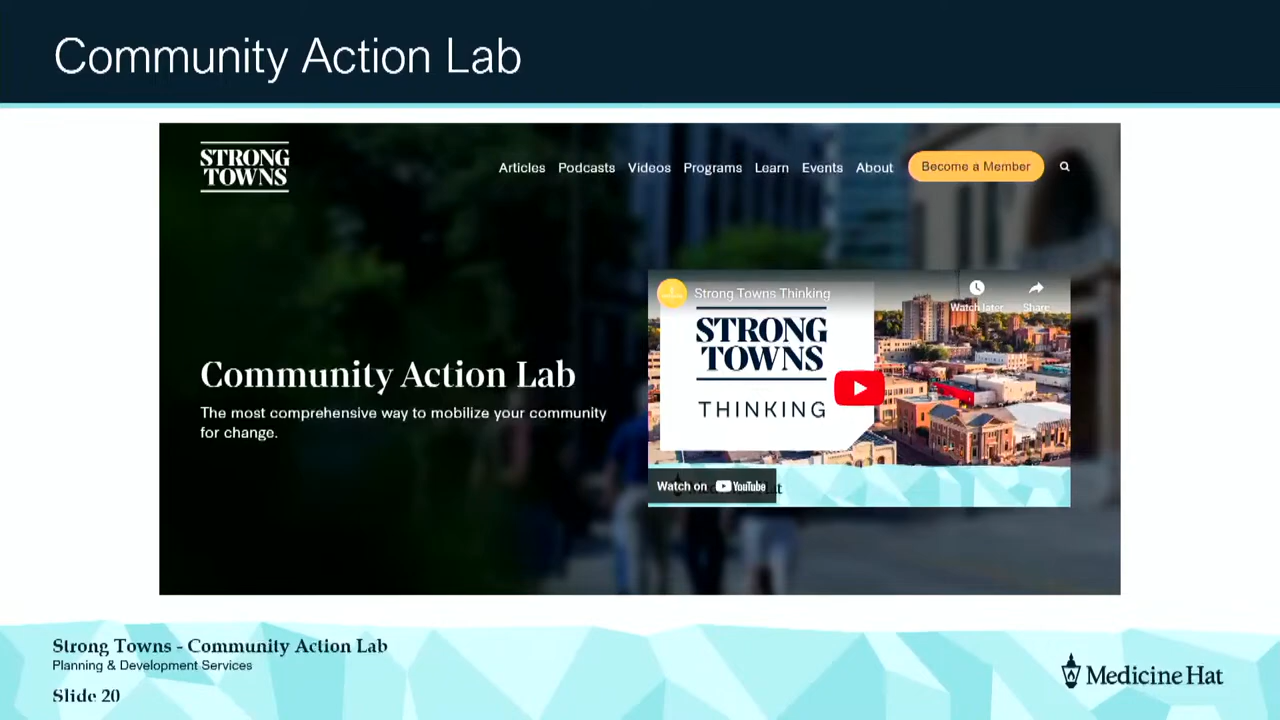 Community Action Lab
STRONG
TOWNS
Articles Podcasts Videos Programs Learn Events About Become a Member
Strong Towns Thinking
Watch later Share
STRONG
TOWNS
THINKING
Community Action Lab
The most comprehensive way to mobilize your community
for change.
Watch on YouTube
Strong Towns - Community Action Lab
Planning & Development Services
Slide 20
Medicine Hat